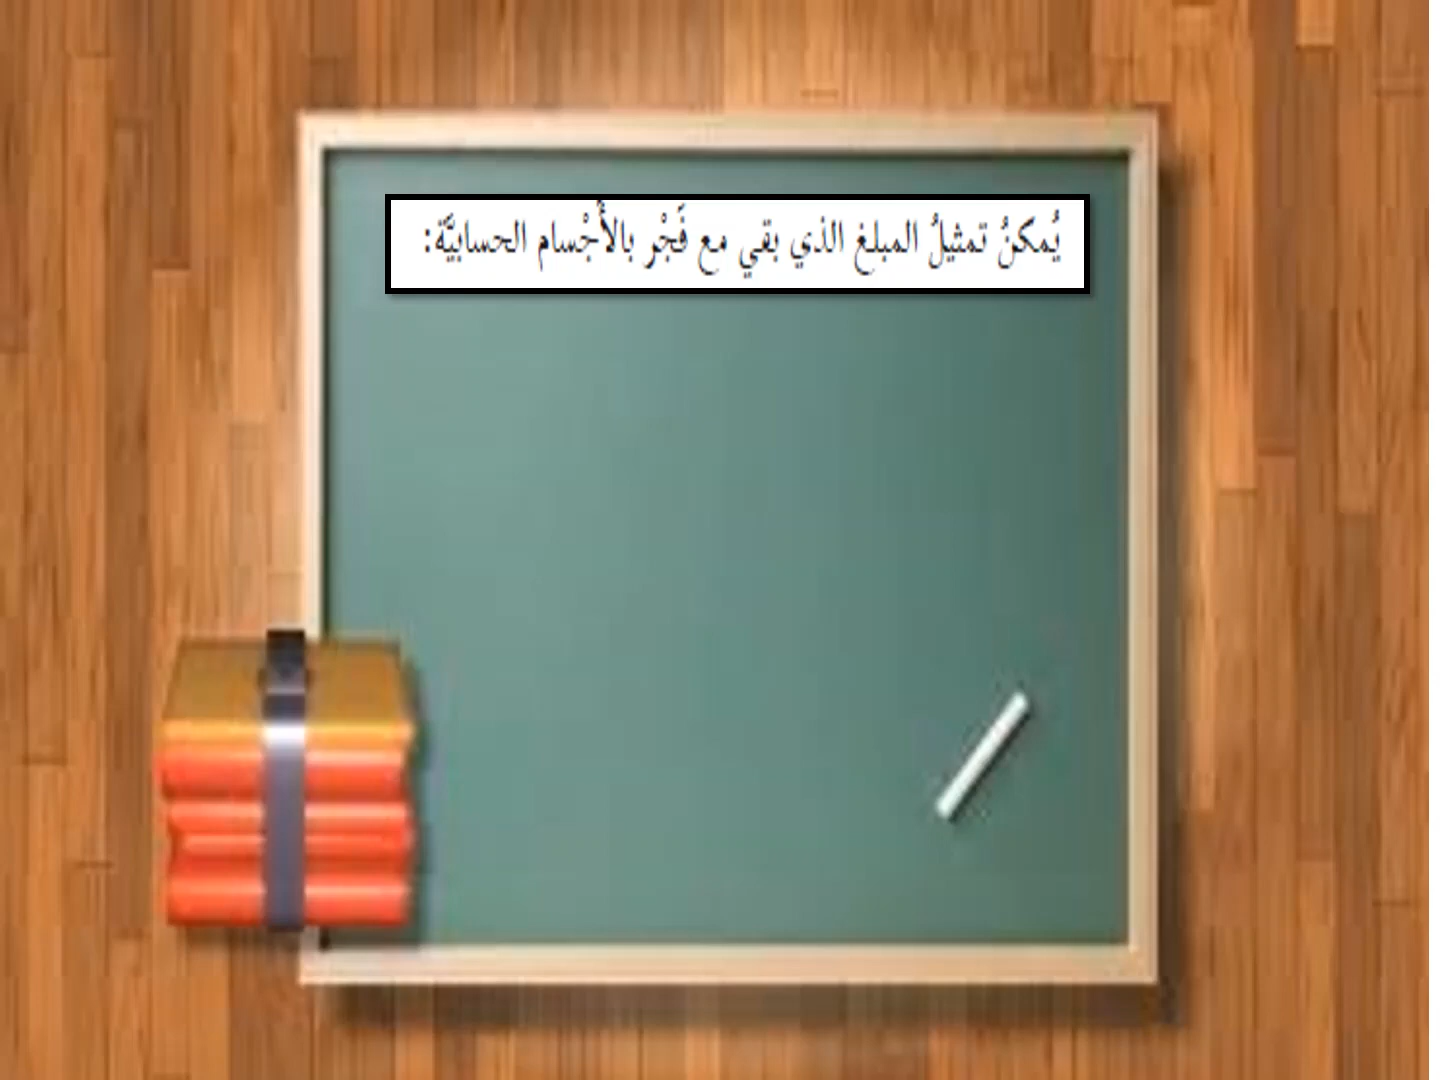 يُمكنُ تمثيلُ المبلغ الذي بقي مع فَجْر بالأَجْسام الحسابيَّة: